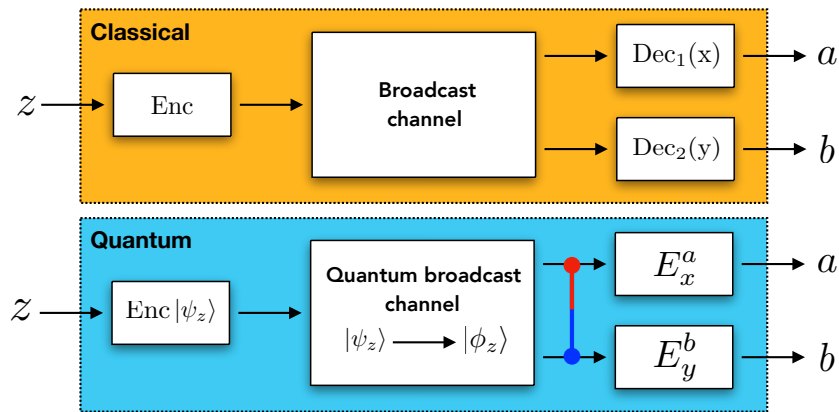 Classical
z
Enc
Broadcast
channel
Dec₁(x)
a
Dec₂(y)
b
Quantum
z
Enc |ψ_z⟩
Quantum broadcast
channel
|ψ_z⟩ → |ϕ_z⟩
E_x^a
a
E_y^b
b